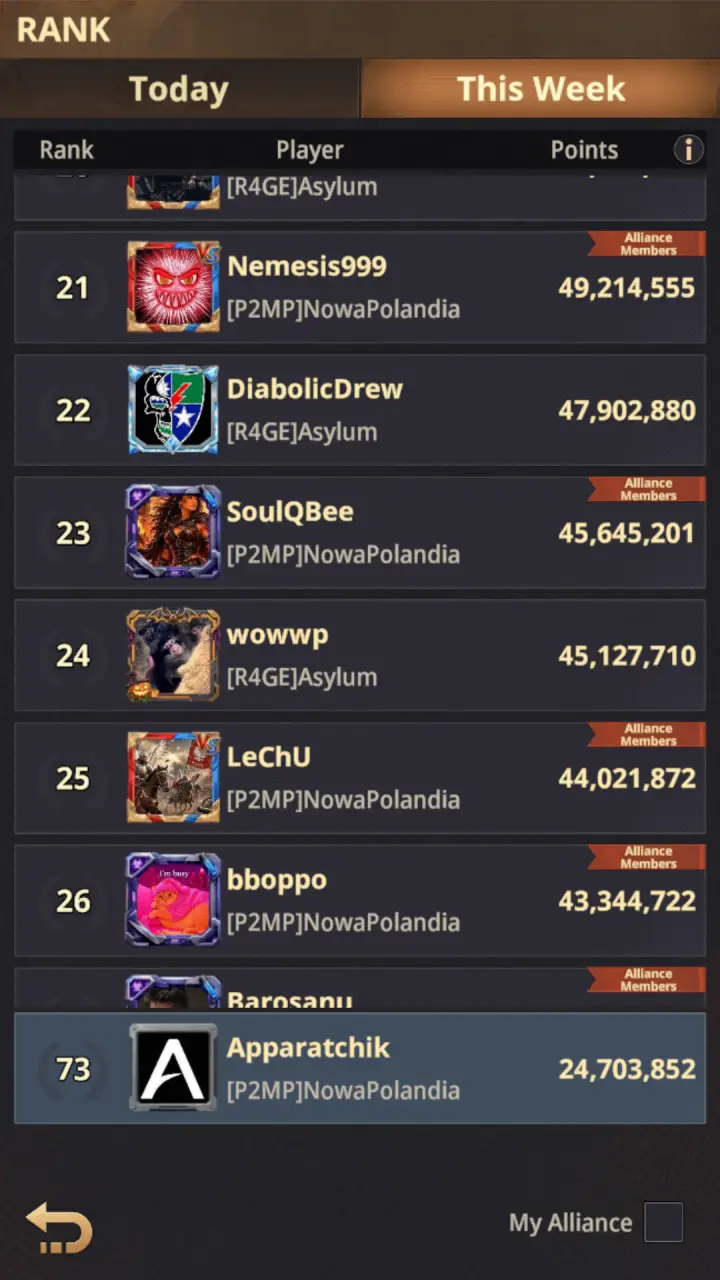 RANK
Today
This Week
Rank
Player
Points
[R4GE]Asylum
21
Nemesis999
[P2MP]NowaPolandia
Alliance
Members
49,214,555
22
DiabolicDrew
[R4GE]Asylum
47,902,880
23
SoulQBee
[P2MP]NowaPolandia
Alliance
Members
45,645,201
24
wowwp
[R4GE]Asylum
45,127,710
25
LeChU
[P2MP]NowaPolandia
Alliance
Members
44,021,872
26
I'm busy
bboppo
[P2MP]NowaPolandia
Alliance
Members
43,344,722
Barosanu
Alliance
Members
73
Apparatchik
[P2MP]NowaPolandia
24,703,852
My Alliance